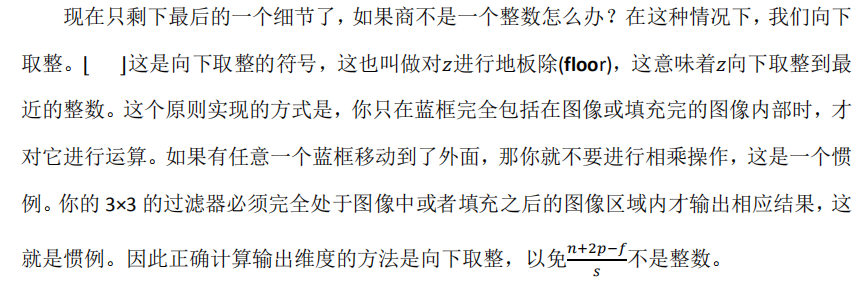 现在只剩下最后的一个细节了，如果商不是一个整数怎么办？在这种情况下，我们向下
取整。⌊　⌋这是向下取整的符号，这也叫做对z进行地板除(floor)，这意味着z向下取整到最
近的整数。这个原则实现的方式是，你只在蓝框完全包括在图像或填充完的图像内部时，才
对它进行运算。如果有任意一个蓝框移动到了外面，那你就不要进行相乘操作，这是一个惯
例。你的 3×3 的过滤器必须完全处于图像中或者填充之后的图像区域内才输出相应结果，这
就是惯例。因此正确计算输出维度的方法是向下取整，以免\frac{n+2p−f}{s}不是整数。